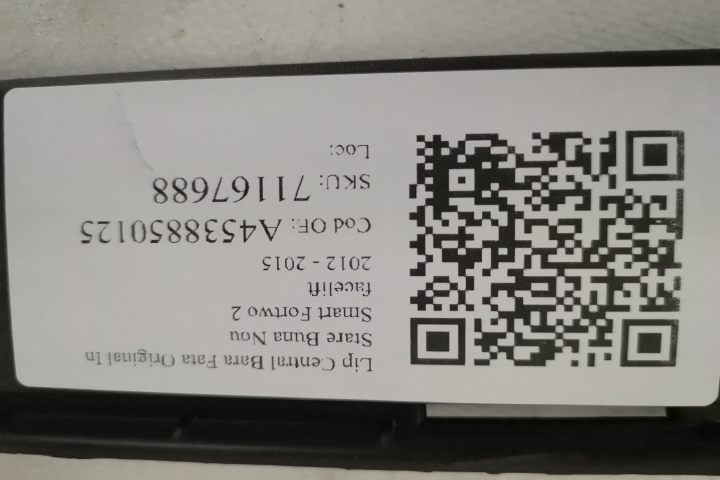 Lip Central Bara Fata Original In
Stare Buna Nou
Smart Fortwo 2
facelift
2012 - 2015
Cod OE: A4538850125
SKU: 71167688
Loc: